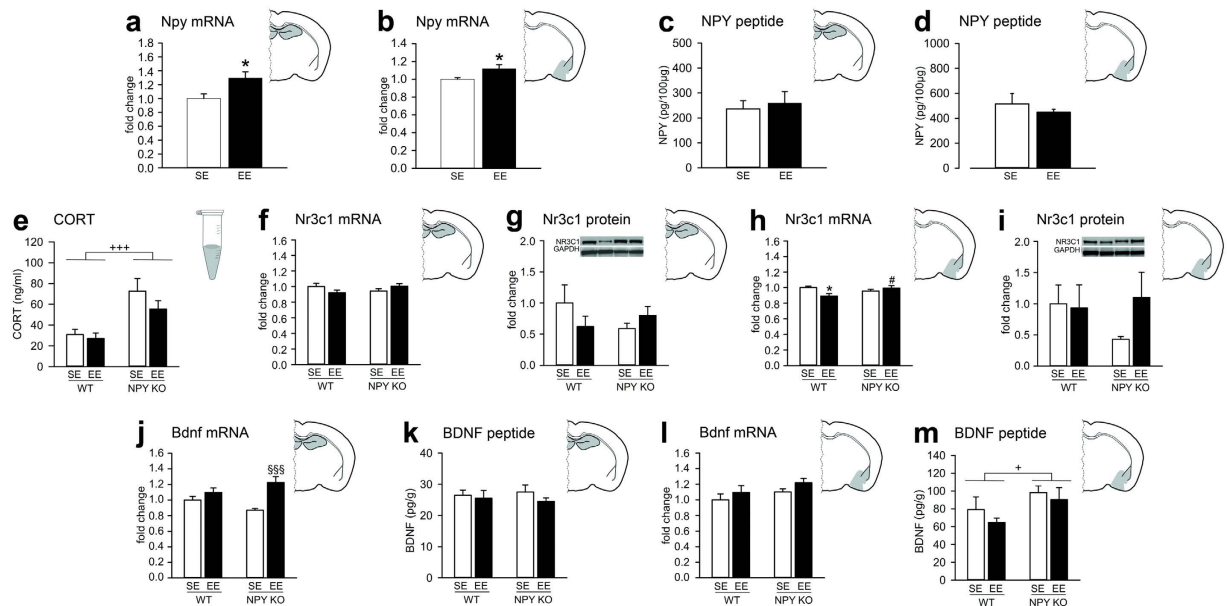 a Npy mRNA
fold change
1.8
1.6
1.4
1.2
1.0
0.8
0.6
0.4
0.2
0.0
*
SE EE
b Npy mRNA
fold change
1.4
1.2
1.0
0.8
0.6
0.4
0.2
0.0
*
SE EE
c NPY peptide
NPY (pg/100µg)
500
400
300
200
100
0
SE EE
d NPY peptide
NPY (pg/100µg)
1000
800
600
400
200
0
SE EE
e CORT
CORT (ng/ml)
120
100
80
60
40
20
0
+++
SE EE SE EE
WT NPY KO
f Nr3c1 mRNA
fold change
1.6
1.4
1.2
1.0
0.8
0.6
0.4
0.2
0.0
SE EE SE EE
WT NPY KO
g Nr3c1 protein
NR3C1
GAPDH
fold change
2.0
1.5
1.0
0.5
0.0
SE EE SE EE
WT NPY KO
h Nr3c1 mRNA
fold change
1.6
1.4
1.2
1.0
0.8
0.6
0.4
0.2
0.0
* #
SE EE SE EE
WT NPY KO
i Nr3c1 protein
NR3C1
GAPDH
fold change
2.0
1.5
1.0
0.5
0.0
SE EE SE EE
WT NPY KO
j Bdnf mRNA
fold change
1.6
1.4
1.2
1.0
0.8
0.6
0.4
0.2
0.0
§§§
SE EE SE EE
WT NPY KO
k BDNF peptide
BDNF (pg/g)
40
30
20
10
0
SE EE SE EE
WT NPY KO
l Bdnf mRNA
fold change
1.6
1.4
1.2
1.0
0.8
0.6
0.4
0.2
0.0
SE EE SE EE
WT NPY KO
m BDNF peptide
BDNF (pg/g)
140
120
100
80
60
40
20
0
+
SE EE SE EE
WT NPY KO